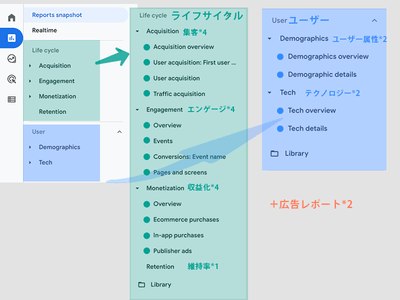 Reports snapshot
Realtime
Life cycle
Acquisition
Engagement
Monetization
Retention
User
Demographics
Tech
Life cycle ライフサイクル
Acquisition 集客*4
Acquisition overview
User acquisition: First user ...
User acquisition
Traffic acquisition
Engagement エンゲージ*4
Overview
Events
Conversions: Event name
Pages and screens
Monetization 収益化*4
Overview
Ecommerce purchases
In-app purchases
Publisher ads
Retention 維持率*1
Library
User ユーザー
Demographics ユーザー属性*2
Demographics overview
Demographic details
Tech テクノロジー*2
Tech overview
Tech details
Library
＋広告レポート*2